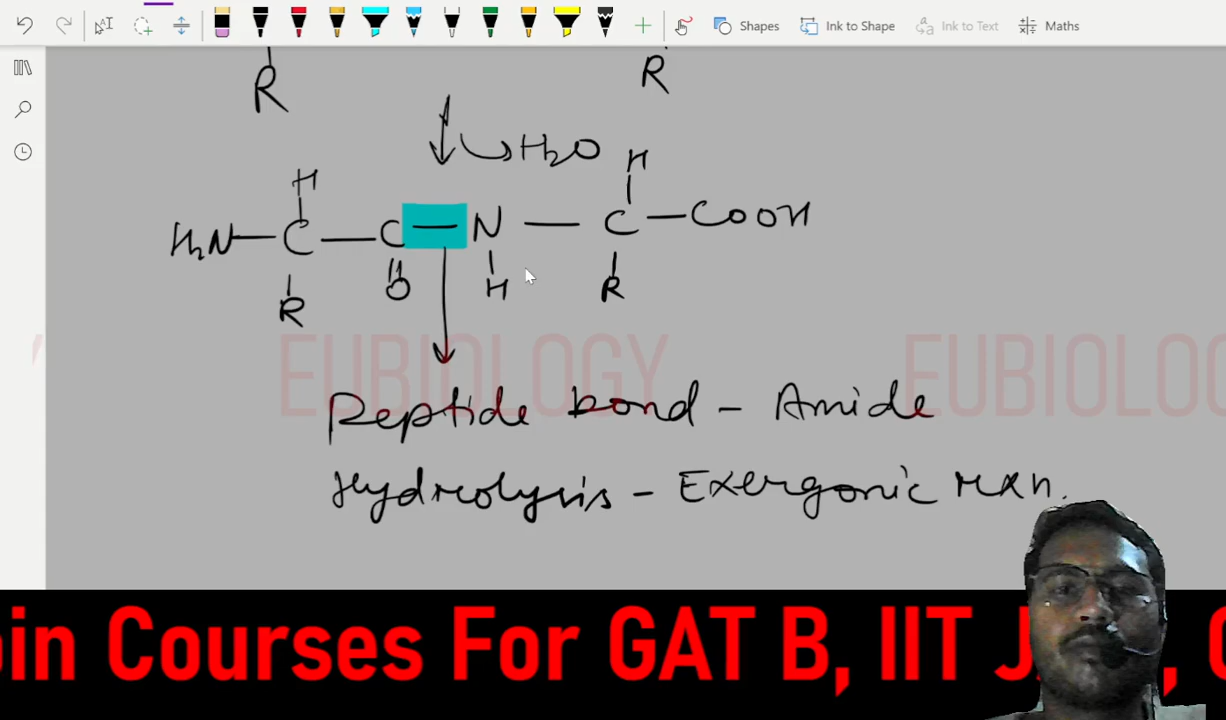 Shapes Ink to Shape Ink to Text Maths
R R
H2O
H H
H2N — C — C — N — C — COOH
R O H R
EUBIOLOGY EUBIOLO
Peptide bond - Amide
Hydrolysis - Exergonic rxn.
in Courses For GAT B, IIT J